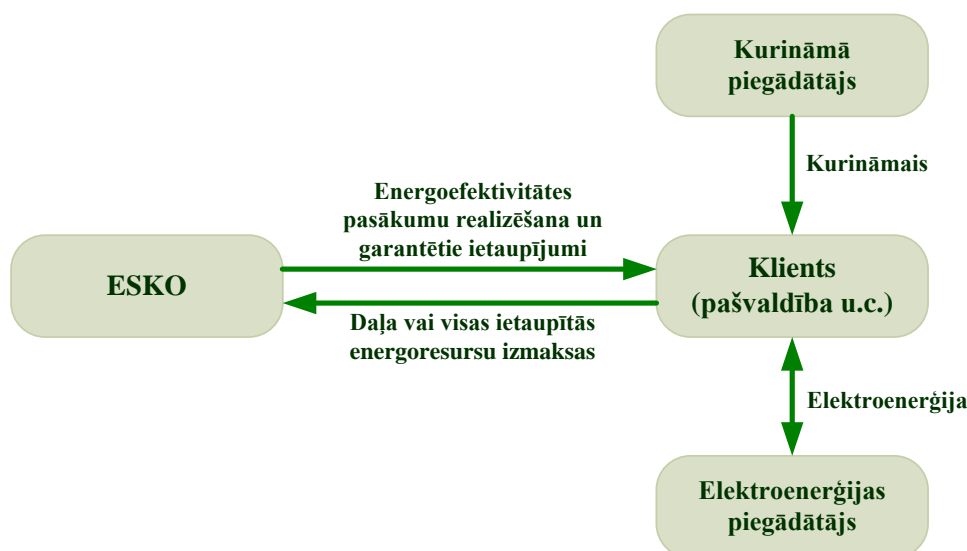 Kurināmā
piegādātājs
Kurināmais
Energoefektivitātes
pasākumu realizēšana un
garantētie ietaupījumi
ESKO
Klients
(pašvaldība u.c.)
Daļa vai visas ietaupītās
energoresursu izmaksas
Elektroenerģija
Elektroenerģijas
piegādātājs